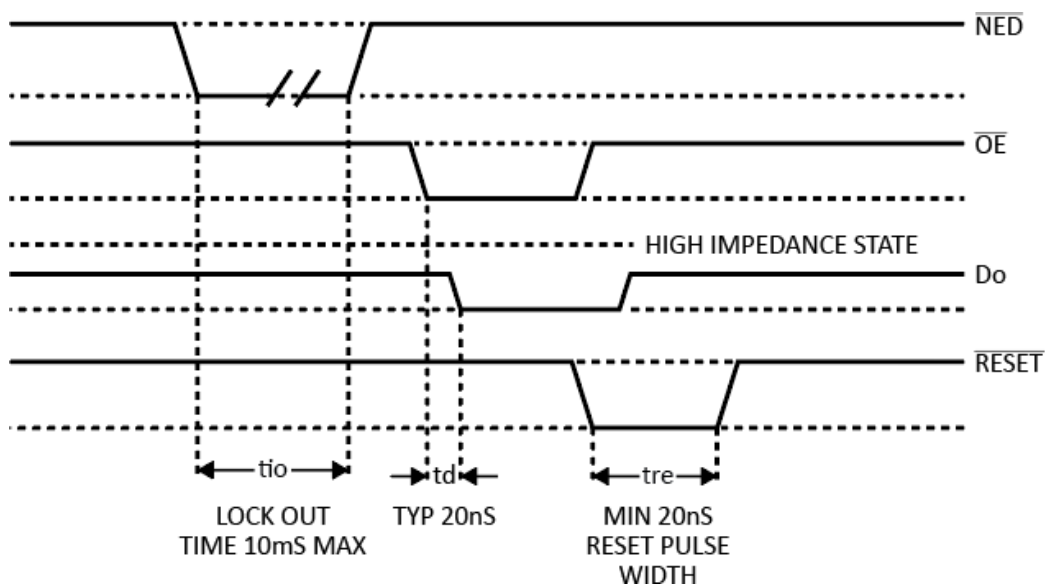 NED
OE
HIGH IMPEDANCE STATE
Do
RESET
tio
td
tre
LOCK OUT
TIME 10mS MAX
TYP 20nS
MIN 20nS
RESET PULSE
WIDTH